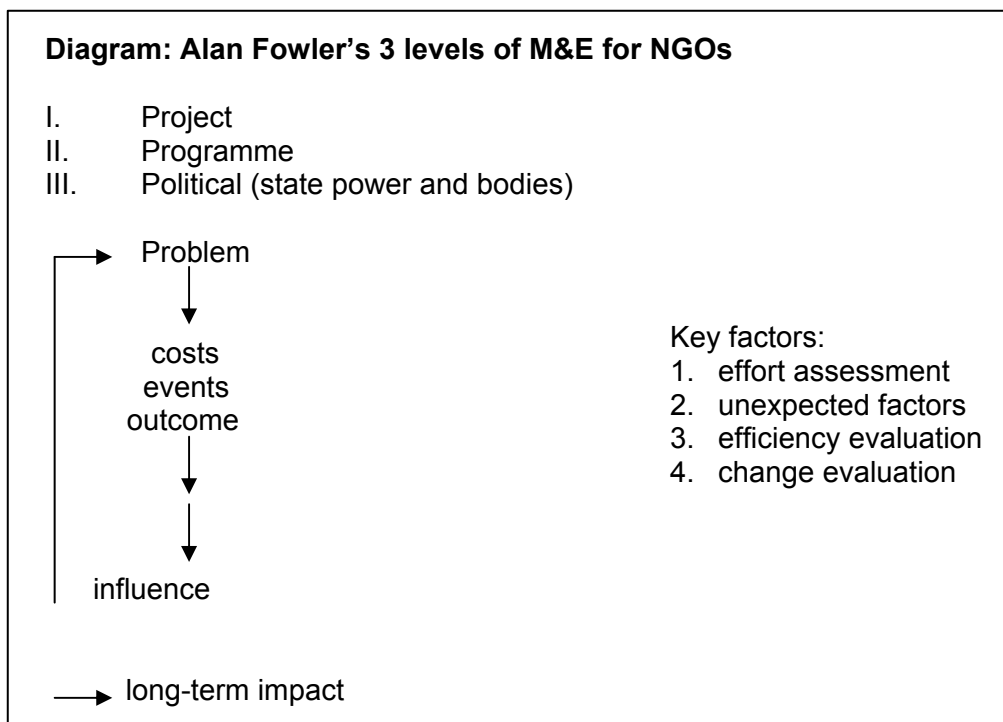 Diagram: Alan Fowler’s 3 levels of M&E for NGOs
I. Project
II. Programme
III. Political (state power and bodies)
Problem
costs
events
outcome
influence
long-term impact
Key factors:
1. effort assessment
2. unexpected factors
3. efficiency evaluation
4. change evaluation